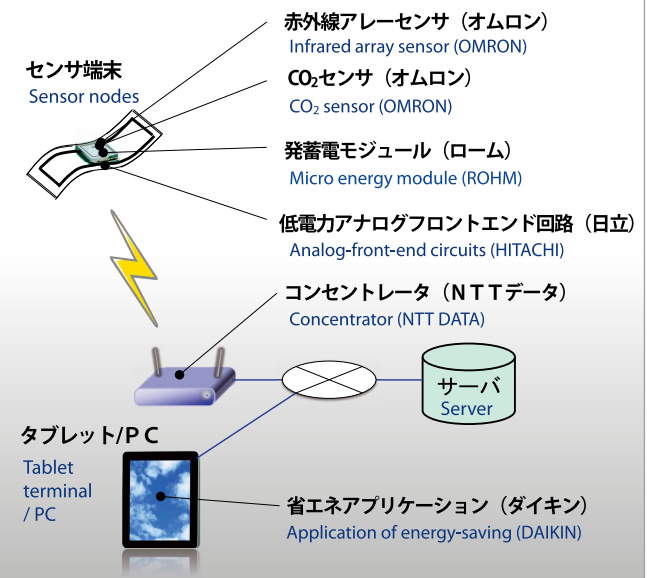 赤外線アレーセンサ（オムロン）
Infrared array sensor (OMRON)
センサ端末
Sensor nodes
CO₂センサ（オムロン）
CO₂ sensor (OMRON)
発蓄電モジュール（ローム）
Micro energy module (ROHM)
低電力アナログフロントエンド回路（日立）
Analog-front-end circuits (HITACHI)
コンセントレータ（ＮＴＴデータ）
Concentrator (NTT DATA)
サーバ
Server
タブレット/ＰＣ
Tablet
terminal
/ PC
省エネアプリケーション（ダイキン）
Application of energy-saving (DAIKIN)